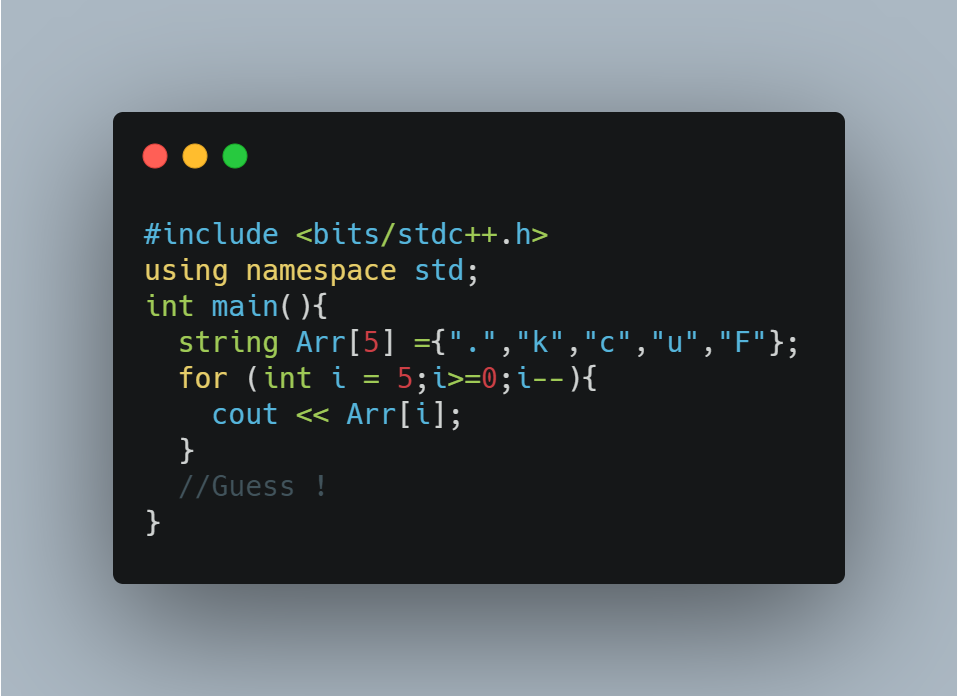 #include <bits/stdc++.h>
using namespace std;
int main(){
  string Arr[5] ={".","k","c","u","F"};
  for (int i = 5;i>=0;i--){
    cout << Arr[i];
  }
  //Guess !
}